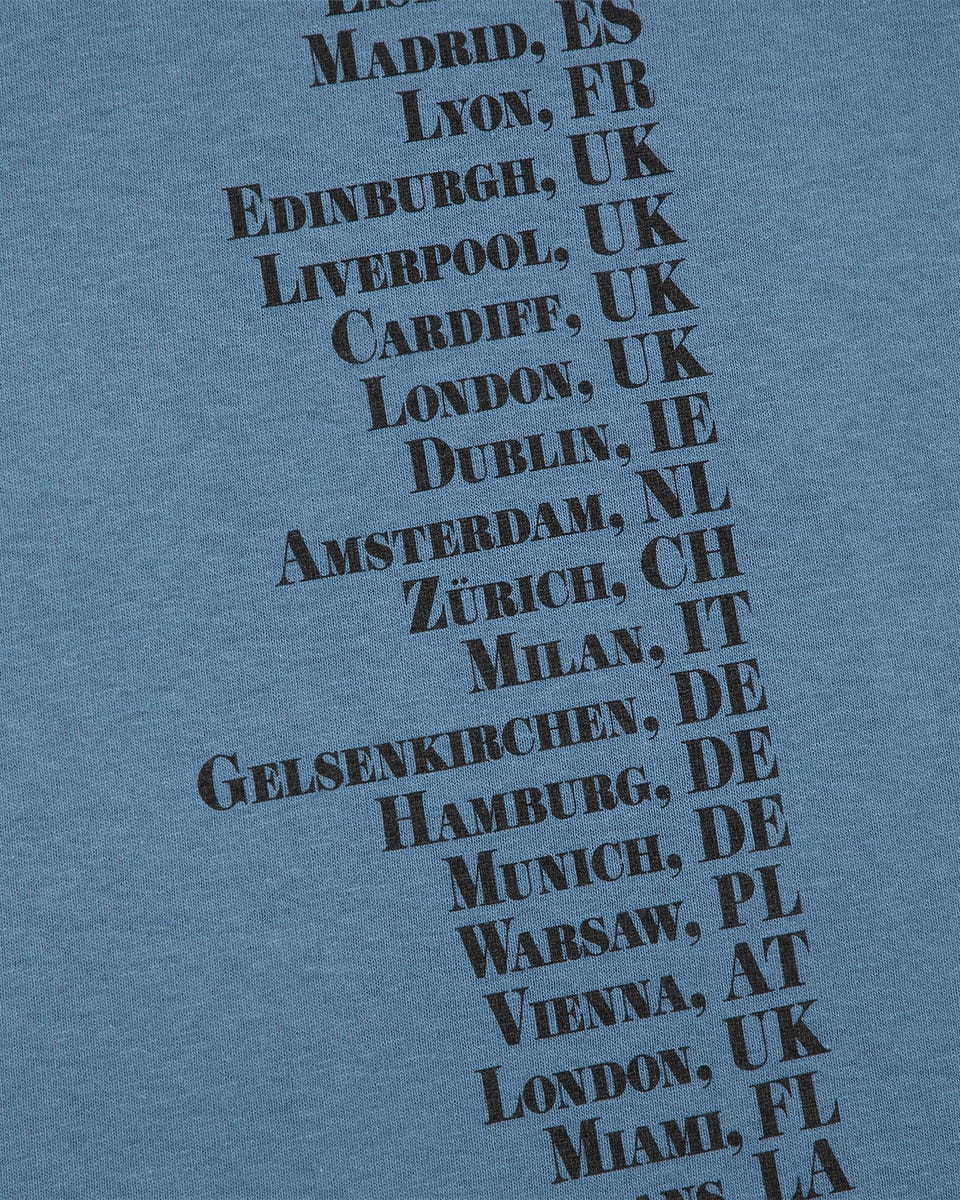 Madrid, ES
Lyon, FR
Edinburgh, UK
Liverpool, UK
Cardiff, UK
London, UK
Dublin, IE
Amsterdam, NL
Zürich, CH
Milan, IT
Gelsenkirchen, DE
Hamburg, DE
Munich, DE
Warsaw, PL
Vienna, AT
London, UK
Miami, FL
LA